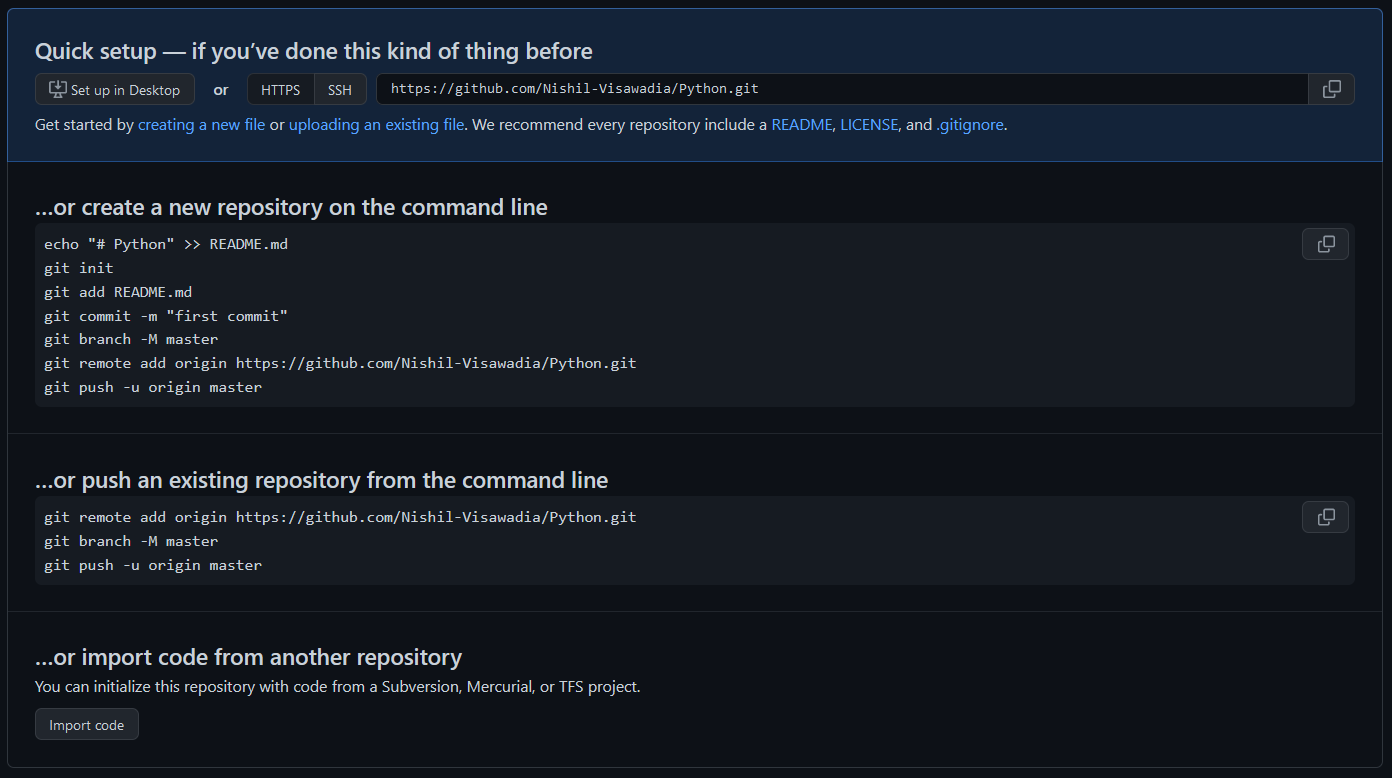 Quick setup — if you’ve done this kind of thing before
Set up in Desktop or HTTPS SSH https://github.com/Nishil-Visawadia/Python.git
Get started by creating a new file or uploading an existing file. We recommend every repository include a README, LICENSE, and .gitignore.
…or create a new repository on the command line
echo "# Python" >> README.md
git init
git add README.md
git commit -m "first commit"
git branch -M master
git remote add origin https://github.com/Nishil-Visawadia/Python.git
git push -u origin master
…or push an existing repository from the command line
git remote add origin https://github.com/Nishil-Visawadia/Python.git
git branch -M master
git push -u origin master
…or import code from another repository
You can initialize this repository with code from a Subversion, Mercurial, or TFS project.
Import code